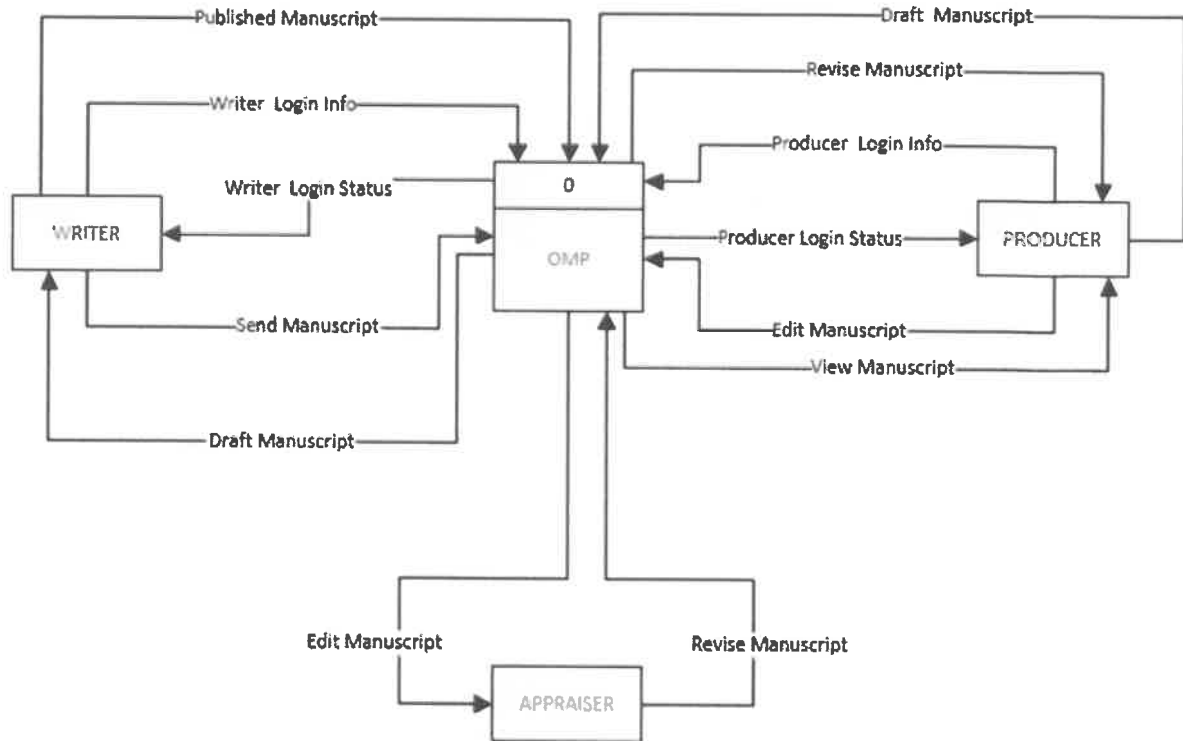 Published Manuscript
Draft Manuscript
Revise Manuscript
Writer Login Info
Producer Login Info
Writer Login Status
0
WRITER
Producer Login Status
PRODUCER
OMP
Send Manuscript
Edit Manuscript
View Manuscript
Draft Manuscript
Edit Manuscript
Revise Manuscript
APPRAISER